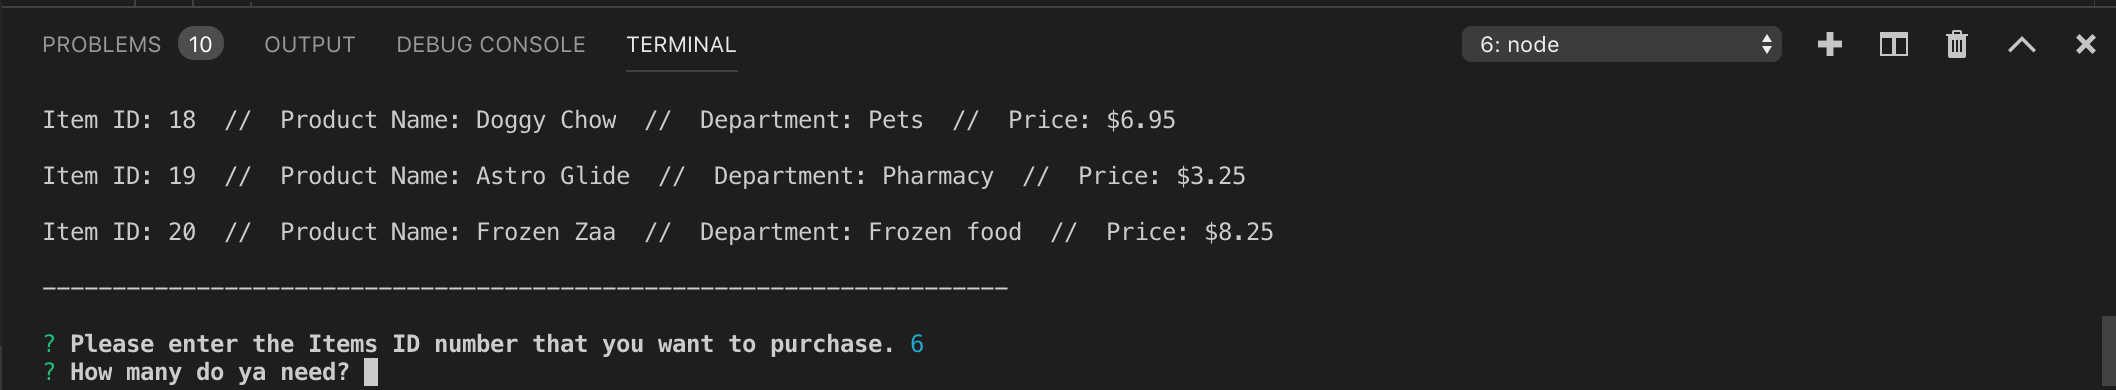 PROBLEMS 10 OUTPUT DEBUG CONSOLE TERMINAL 6: node
Item ID: 18  //  Product Name: Doggy Chow  //  Department: Pets  //  Price: $6.95
Item ID: 19  //  Product Name: Astro Glide  //  Department: Pharmacy  //  Price: $3.25
Item ID: 20  //  Product Name: Frozen Zaa  //  Department: Frozen food  //  Price: $8.25
---------------------------------------------------------------------
? Please enter the Items ID number that you want to purchase. 6
? How many do ya need?